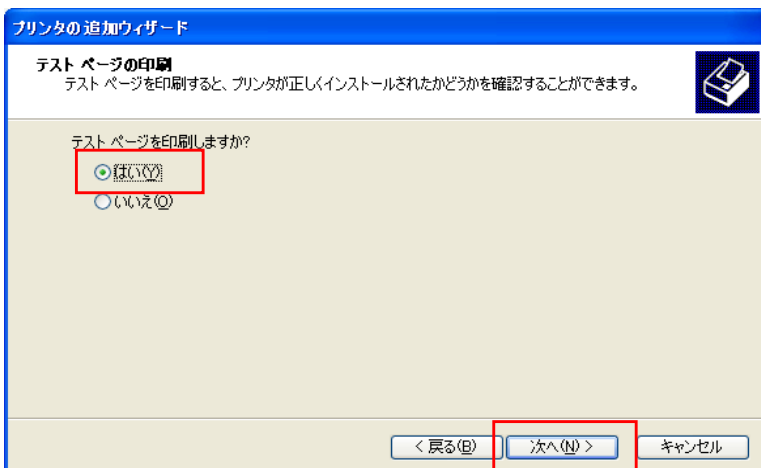 プリンタの追加ウィザード
テスト ページの印刷
テスト ページを印刷すると、プリンタが正しくインストールされたかどうかを確認することができます。
テスト ページを印刷しますか?
はい(Y)
いいえ(O)
< 戻る(B) 次へ(N) > キャンセル